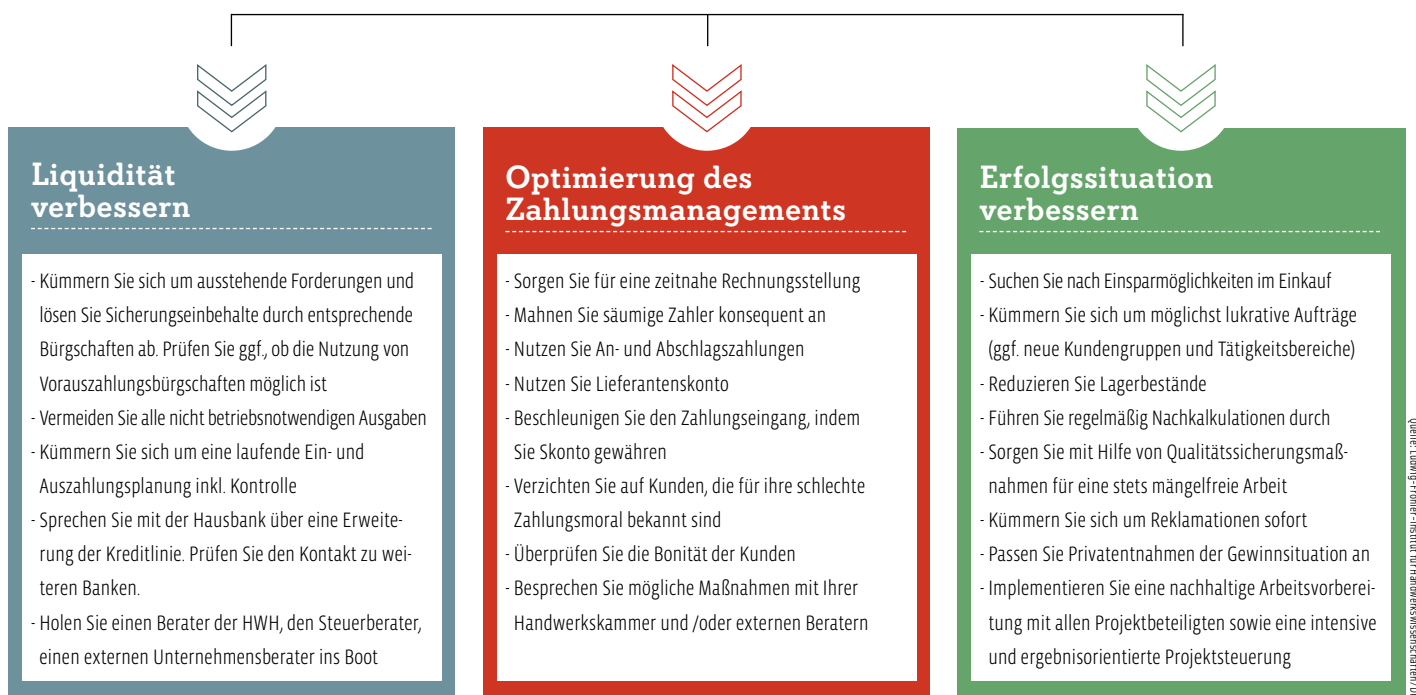 Liquidität
verbessern
- Kümmern Sie sich um ausstehende Forderungen und
lösen Sie Sicherungseinbehalte durch entsprechende
Bürgschaften ab. Prüfen Sie ggf., ob die Nutzung von
Vorauszahlungsbürgschaften möglich ist
- Vermeiden Sie alle nicht betriebsnotwendigen Ausgaben
- Kümmern Sie sich um eine laufende Ein- und
Auszahlungsplanung inkl. Kontrolle
- Sprechen Sie mit der Hausbank über eine Erweite-
rung der Kreditlinie. Prüfen Sie den Kontakt zu wei-
teren Banken.
- Holen Sie einen Berater der HWH, den Steuerberater,
einen externen Unternehmensberater ins Boot
Optimierung des
Zahlungsmanagements
- Sorgen Sie für eine zeitnahe Rechnungsstellung
- Mahnen Sie säumige Zahler konsequent an
- Nutzen Sie An- und Abschlagszahlungen
- Nutzen Sie Lieferantenskonto
- Beschleunigen Sie den Zahlungseingang, indem
Sie Skonto gewähren
- Verzichten Sie auf Kunden, die für ihre schlechte
Zahlungsmoral bekannt sind
- Überprüfen Sie die Bonität der Kunden
- Besprechen Sie mögliche Maßnahmen mit Ihrer
Handwerkskammer und /oder externen Beratern
Erfolgssituation
verbessern
- Suchen Sie nach Einsparmöglichkeiten im Einkauf
- Kümmern Sie sich um möglichst lukrative Aufträge
(ggf. neue Kundengruppen und Tätigkeitsbereiche)
- Reduzieren Sie Lagerbestände
- Führen Sie regelmäßig Nachkalkulationen durch
- Sorgen Sie mit Hilfe von Qualitätssicherungsmaß-
nahmen für eine stets mängelfreie Arbeit
- Kümmern Sie sich um Reklamationen sofort
- Passen Sie Privatentnahmen der Gewinnsituation an
- Implementieren Sie eine nachhaltige Arbeitsvorberei-
tung mit allen Projektbeteiligten sowie eine intensive
und ergebnisorientierte Projektsteuerung
Quelle: Ludwig-Fröhler-Institut für Handwerkswissenschaften/